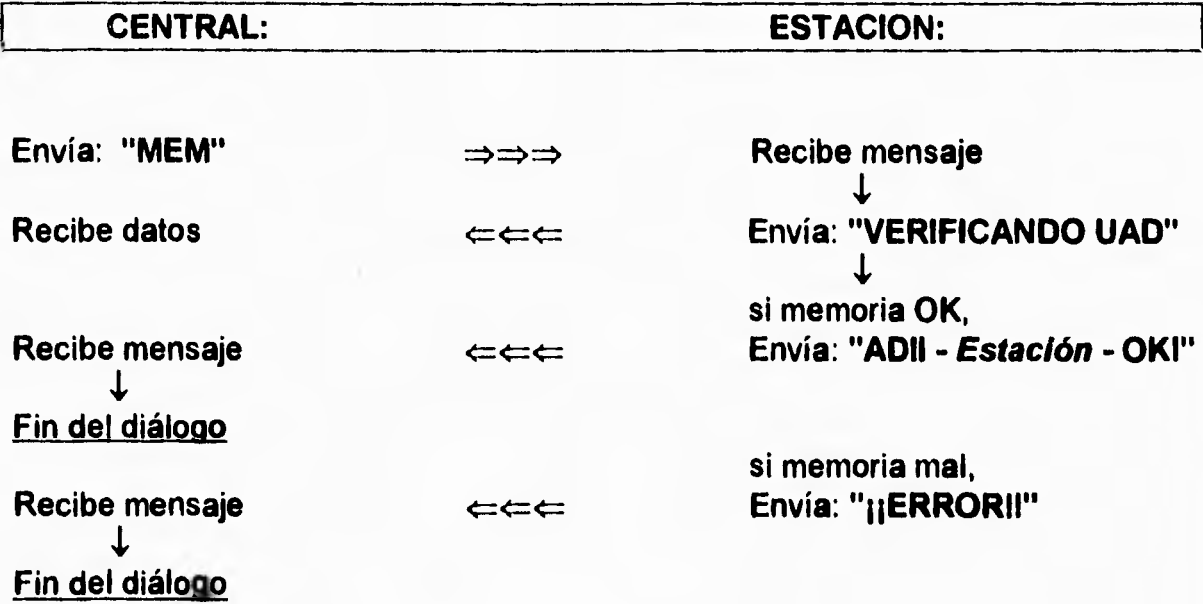 CENTRAL: ESTACION:
Envía: "MEM" ⇒⇒⇒ Recibe mensaje
↓
Recibe datos ⇐⇐⇐ Envía: "VERIFICANDO UAD"
↓
si memoria OK,
Recibe mensaje ⇐⇐⇐ Envía: "ADII - Estación - OK!"
↓
Fin del diálogo
si memoria mal,
Recibe mensaje ⇐⇐⇐ Envía: "¡¡ERROR!!"
↓
Fin del diálogo